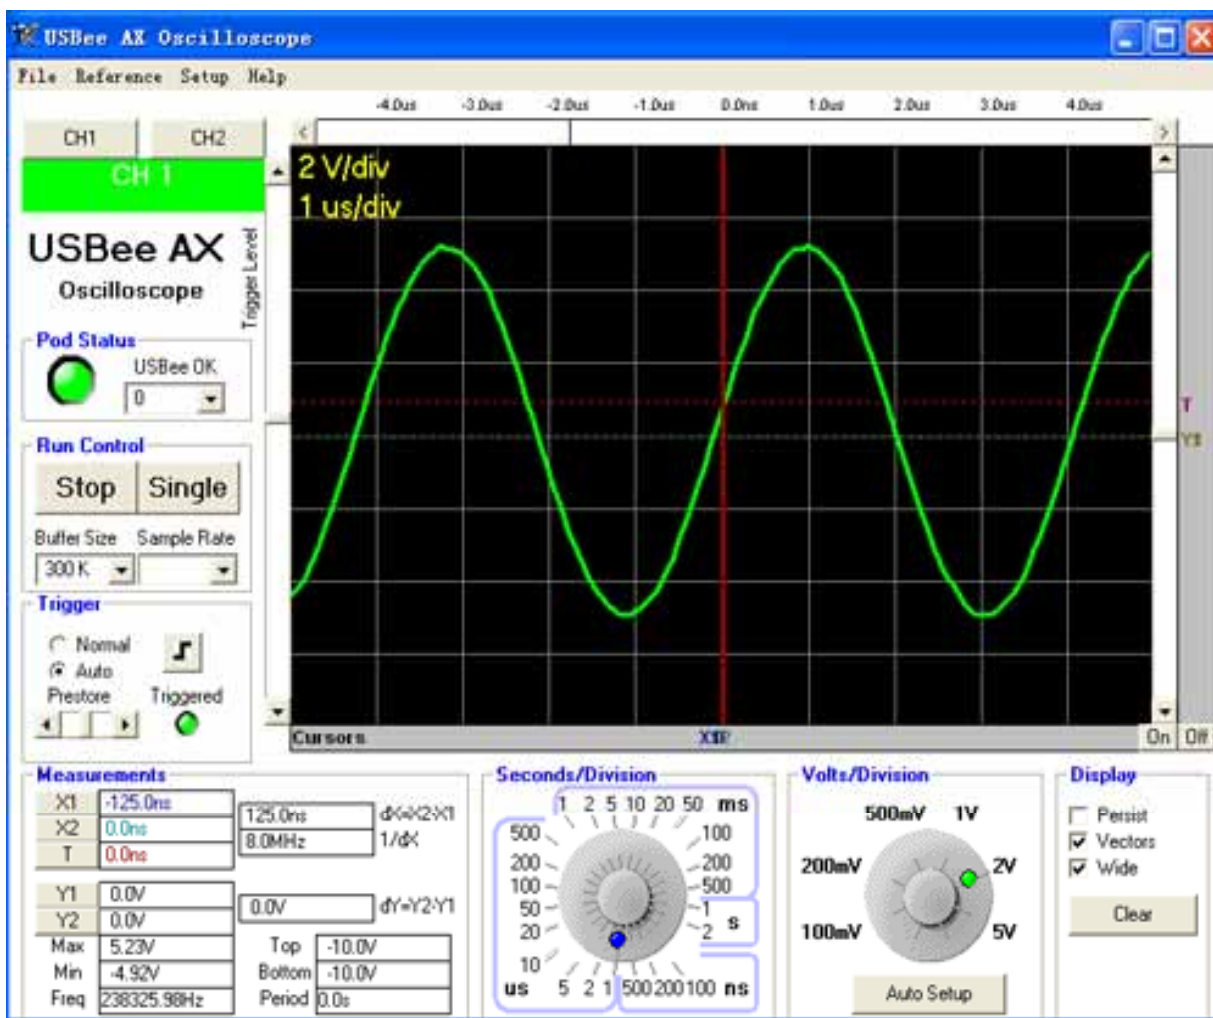 USBee AX Oscilloscope
File Reference Setup Help
-4.0us -3.0us -2.0us -1.0us 0.0ns 1.0us 2.0us 3.0us 4.0us
CH1 CH2
CH 1
2 V/div
1 us/div
USBee AX
Oscilloscope
Trigger Level
Pod Status
USBee OK
0
T
Run Control
Stop Single
Buffer Size Sample Rate
300 K
Trigger
Normal
Auto
Prestore Triggered
Cursors On Off
Measurements
X1 -125.0ns
X2 0.0ns
T 0.0ns
125.0ns dX=X2-X1
8.0MHz 1/dX
Y1 0.0V
Y2 0.0V
0.0V dY=Y2-Y1
Max 5.23V Top -10.0V
Min -4.92V Bottom -10.0V
Freq 238325.98Hz Period 0.0s
Seconds/Division
1 2 5 10 20 50 ms
500 100
200 200
100 500
50 1
20 2 s
10
us 5 2 1 500 200 100 ns
Volts/Division
500mV 1V
200mV 2V
100mV 5V
Auto Setup
Display
Persist
Vectors
Wide
Clear